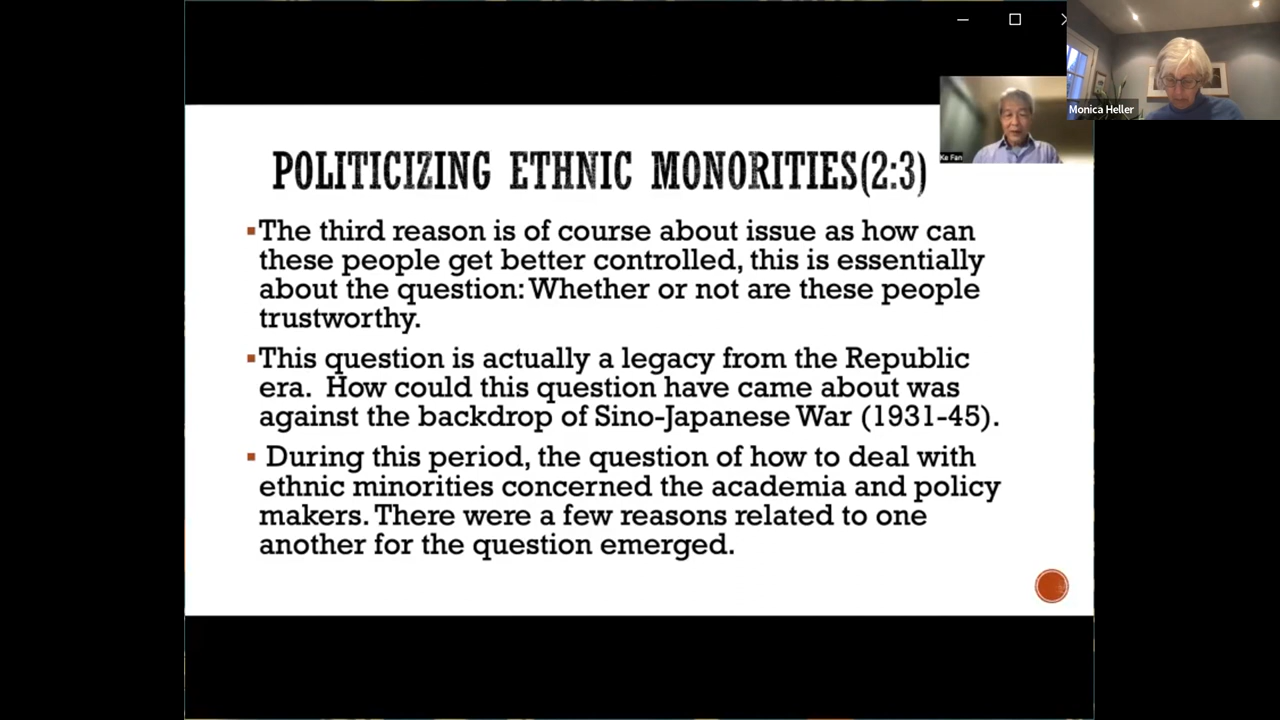 Monica Heller
Ke Fan
POLITICIZING ETHNIC MONORITIES(2:3)
▪The third reason is of course about issue as how can
these people get better controlled, this is essentially
about the question: Whether or not are these people
trustworthy.
▪This question is actually a legacy from the Republic
era.  How could this question have came about was
against the backdrop of Sino-Japanese War (1931-45).
▪ During this period, the question of how to deal with
ethnic minorities concerned the academia and policy
makers. There were a few reasons related to one
another for the question emerged.